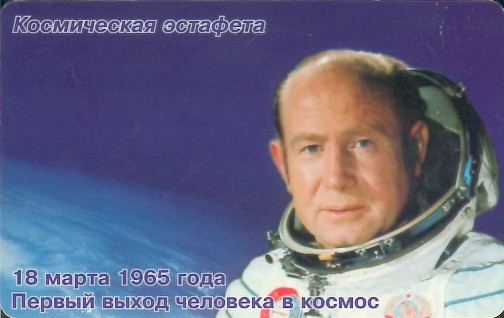 Космическая эстафета
18 марта 1965 года
Первый выход человека в космос